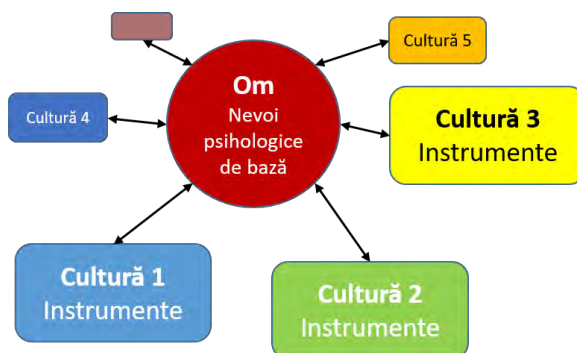 Om
Nevoi
psihologice
de bază
Cultură 5
Cultură 4
Cultură 3
Instrumente
Cultură 1
Instrumente
Cultură 2
Instrumente